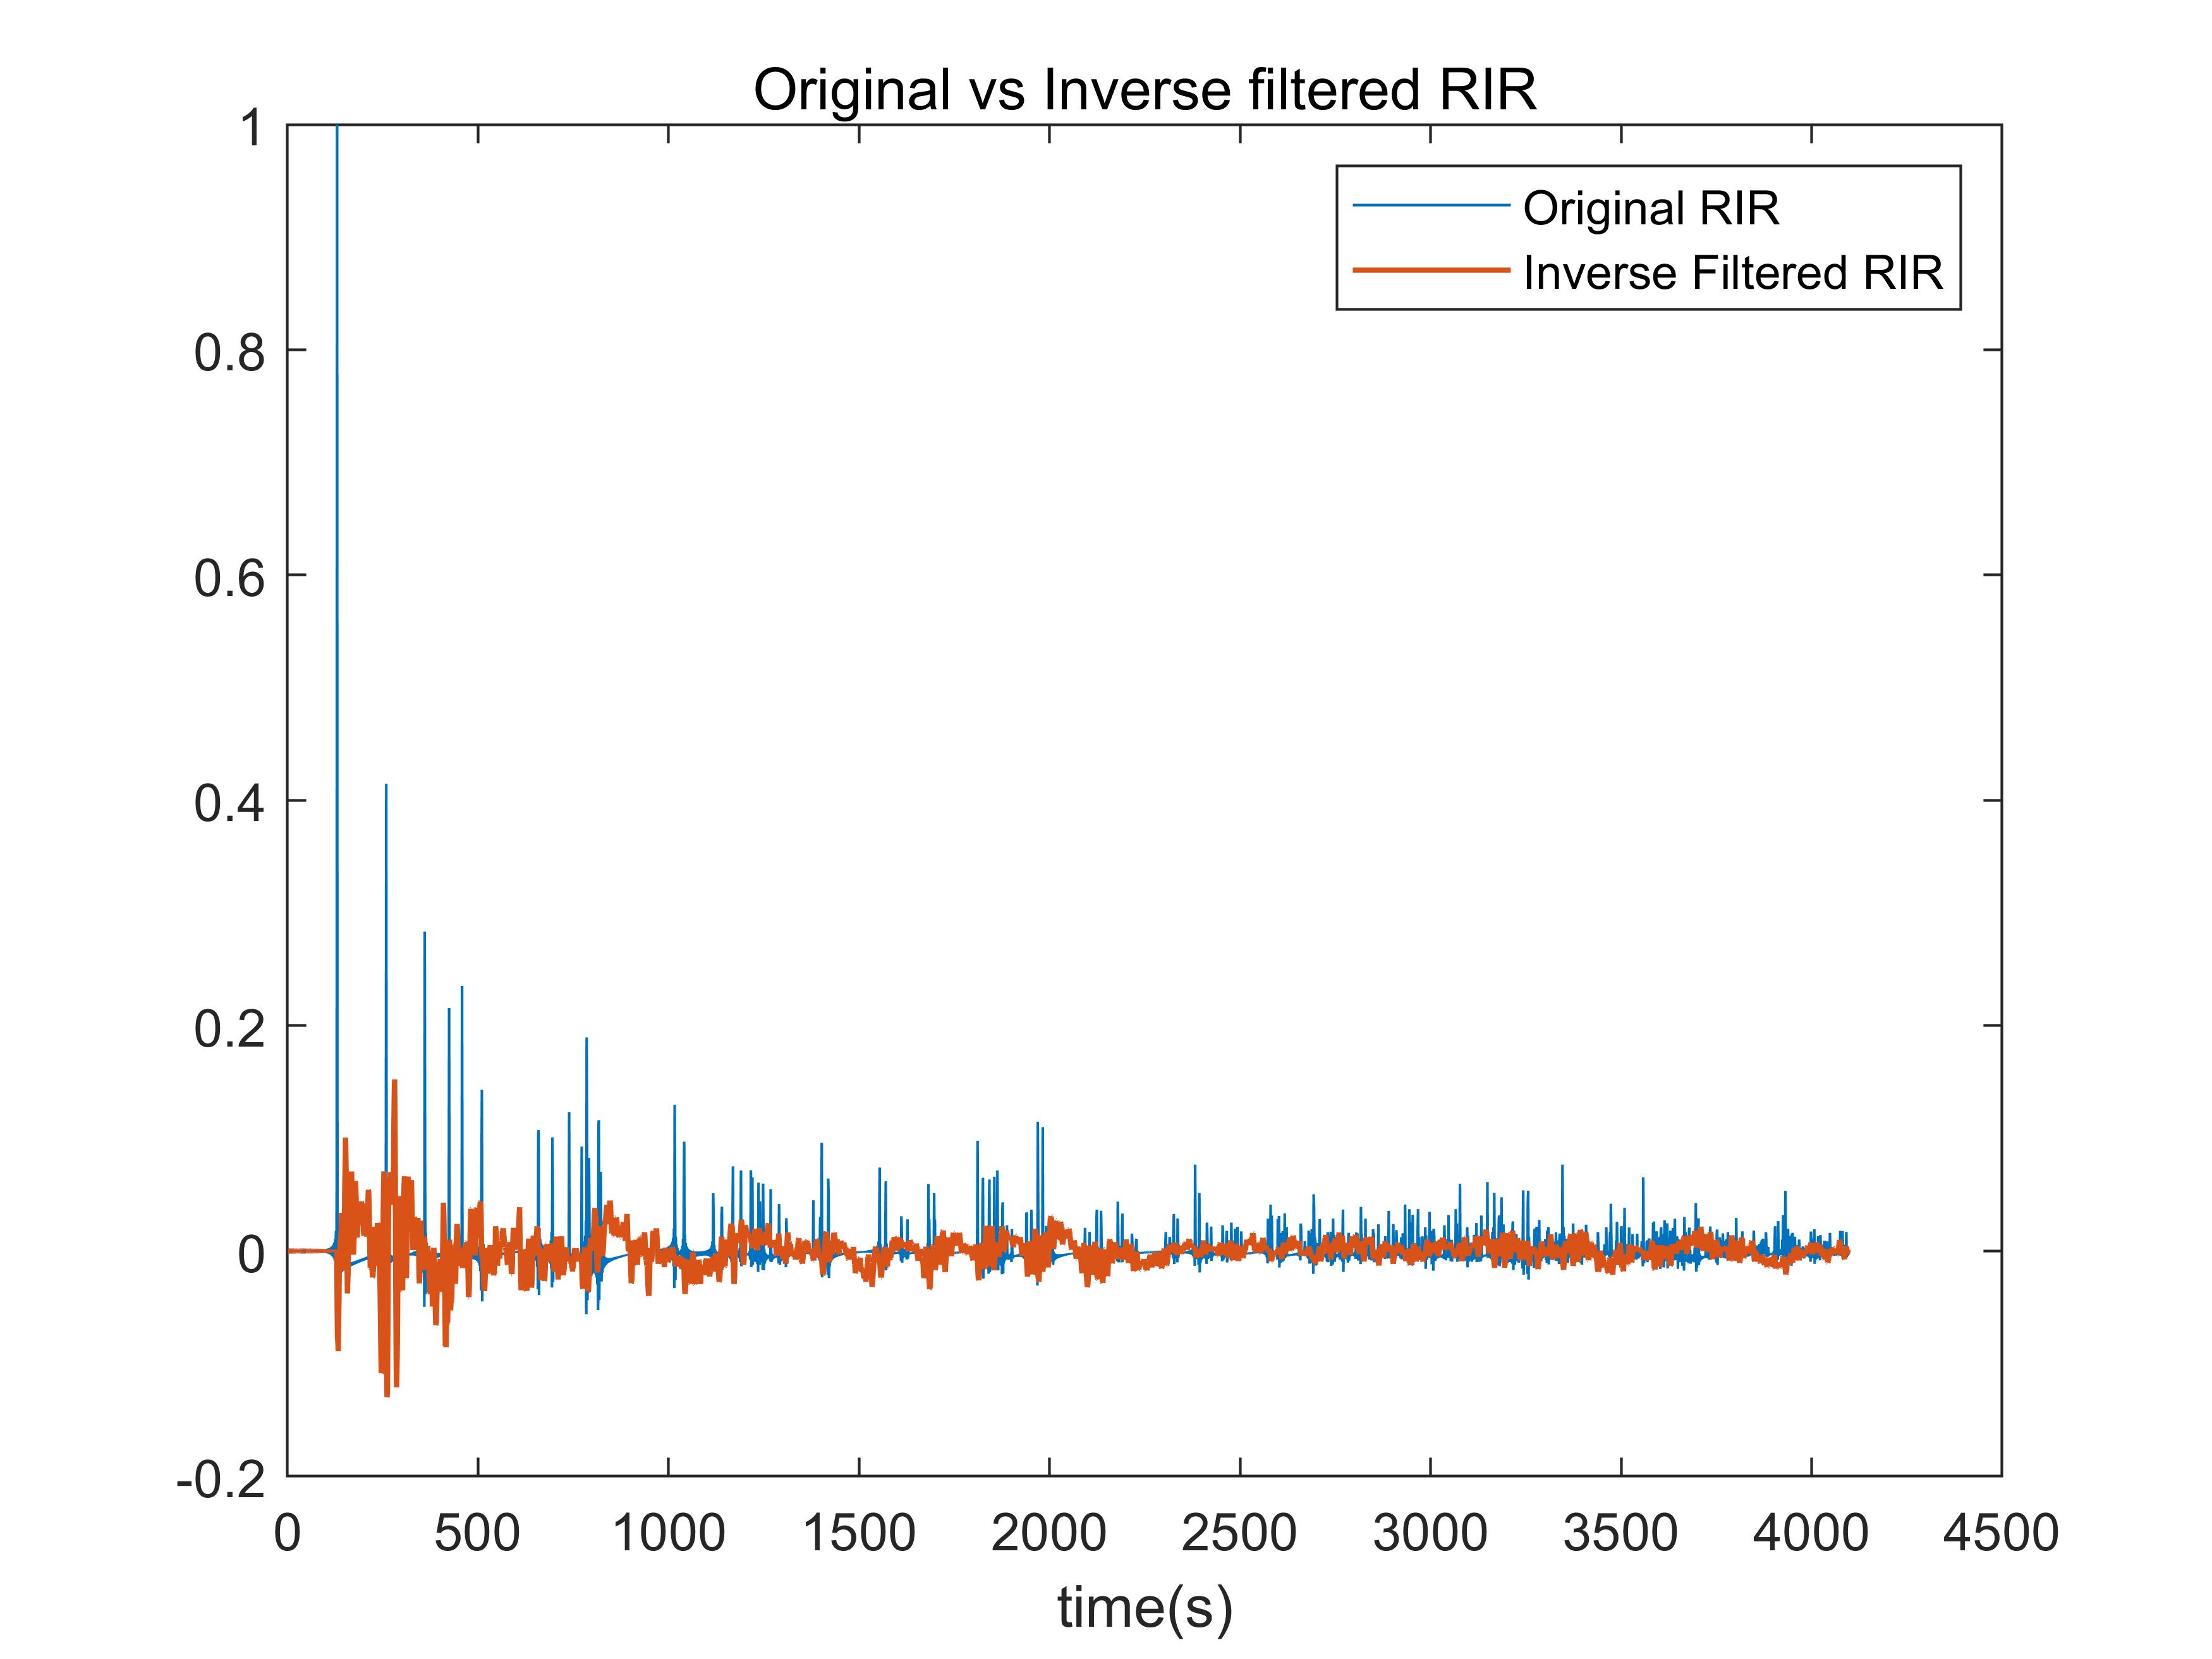 Original vs Inverse filtered RIR
1
Original RIR
Inverse Filtered RIR
0.8
0.6
0.4
0.2
0
-0.2
0 500 1000 1500 2000 2500 3000 3500 4000 4500
time(s)